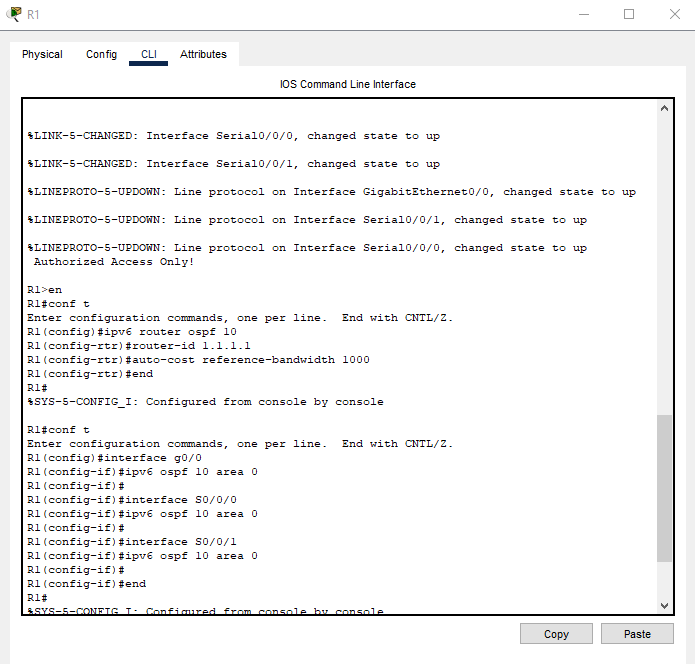 R1
Physical Config CLI Attributes
IOS Command Line Interface
%LINK-5-CHANGED: Interface Serial0/0/0, changed state to up
%LINK-5-CHANGED: Interface Serial0/0/1, changed state to up
%LINEPROTO-5-UPDOWN: Line protocol on Interface GigabitEthernet0/0, changed state to up
%LINEPROTO-5-UPDOWN: Line protocol on Interface Serial0/0/1, changed state to up
%LINEPROTO-5-UPDOWN: Line protocol on Interface Serial0/0/0, changed state to up
Authorized Access Only!
R1>en
R1#conf t
Enter configuration commands, one per line.  End with CNTL/Z.
R1(config)#ipv6 router ospf 10
R1(config-rtr)#router-id 1.1.1.1
R1(config-rtr)#auto-cost reference-bandwidth 1000
R1(config-rtr)#end
R1#
%SYS-5-CONFIG_I: Configured from console by console
R1#conf t
Enter configuration commands, one per line.  End with CNTL/Z.
R1(config)#interface g0/0
R1(config-if)#ipv6 ospf 10 area 0
R1(config-if)#
R1(config-if)#interface S0/0/0
R1(config-if)#ipv6 ospf 10 area 0
R1(config-if)#
R1(config-if)#interface S0/0/1
R1(config-if)#ipv6 ospf 10 area 0
R1(config-if)#
R1(config-if)#end
R1#
%SYS-5-CONFIG_I: Configured from console by console
Copy Paste